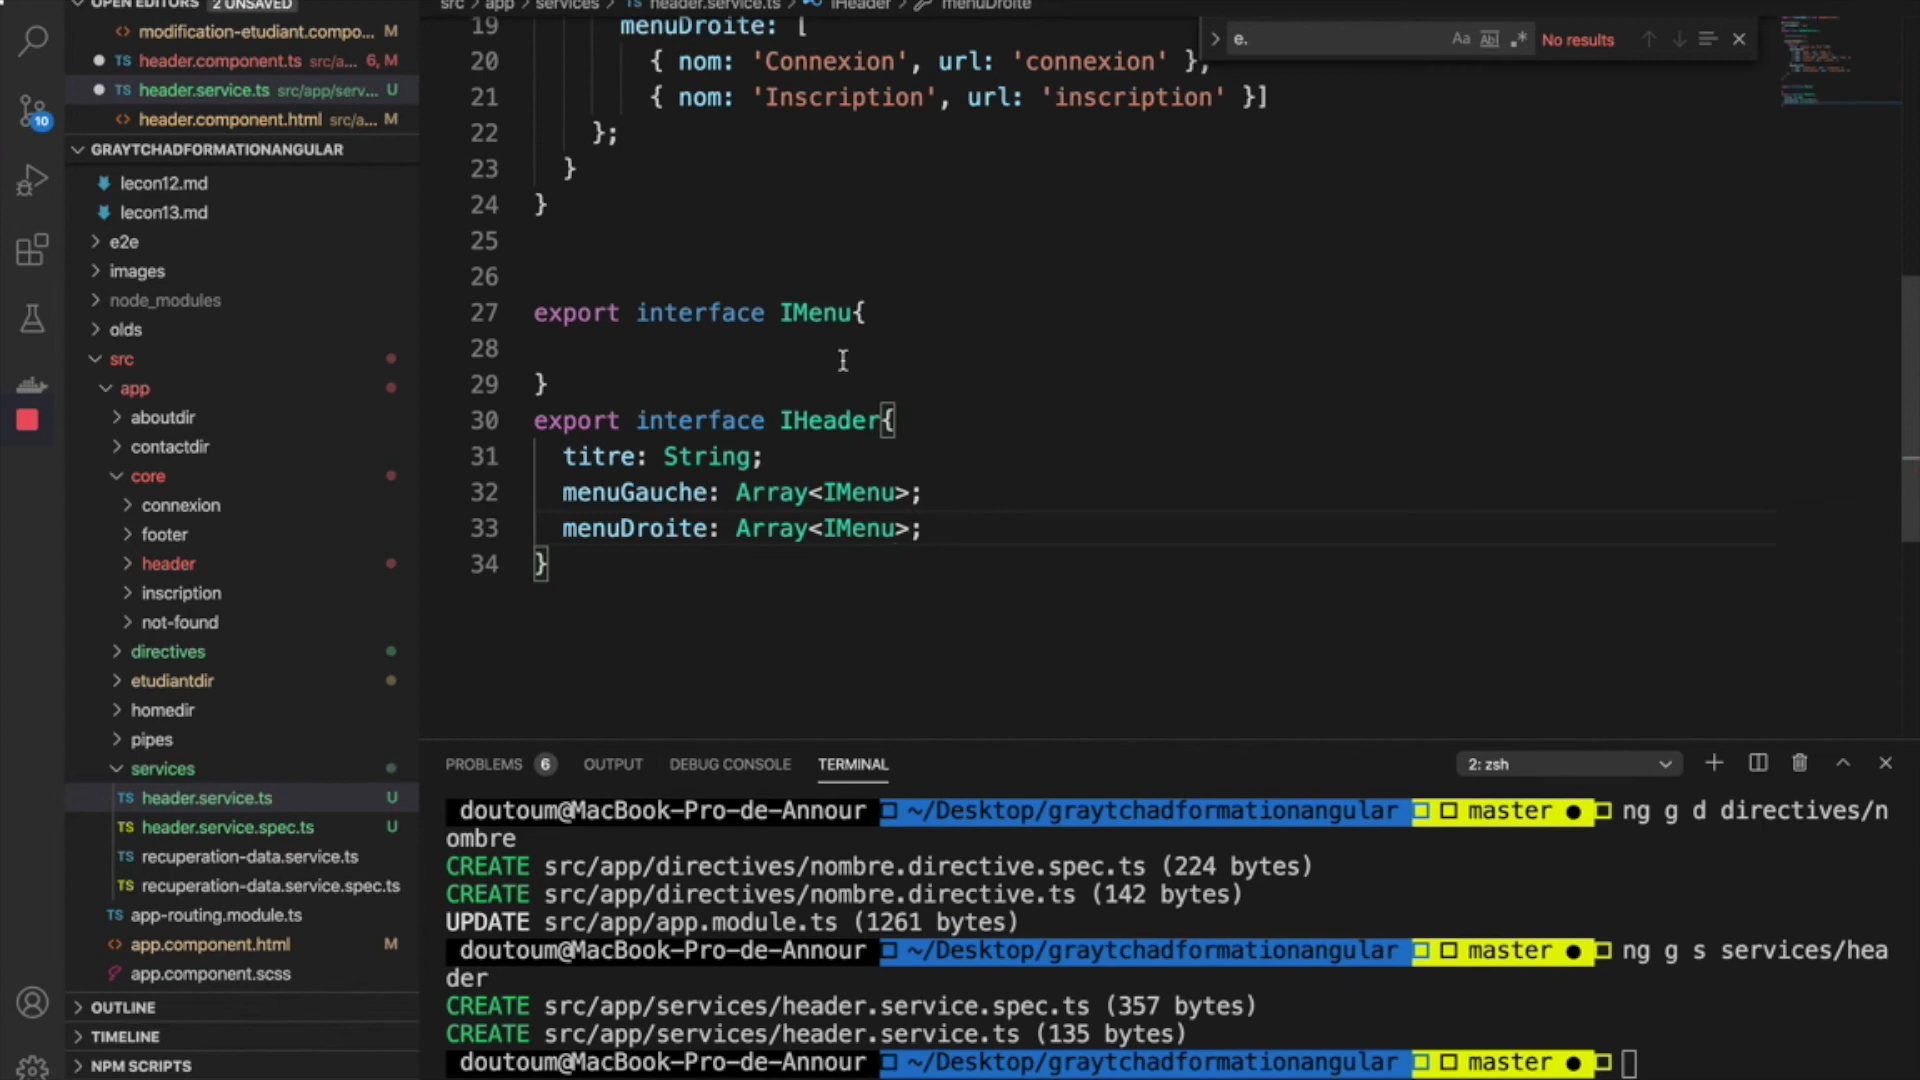 OPEN EDITORS 2 UNSAVED
<> modification-etudiant.compo... M
TS header.component.ts src/a... 6, M
TS header.service.ts src/app/serv... U
<> header.component.html src/a... M
GRAYTCHADFORMATIONANGULAR
lecon12.md
lecon13.md
e2e
images
node_modules
olds
src
app
aboutdir
contactdir
core
connexion
footer
header
inscription
not-found
directives
etudiantdir
homedir
pipes
services
TS header.service.ts U
TS header.service.spec.ts U
TS recuperation-data.service.ts
TS recuperation-data.service.spec.ts
TS app-routing.module.ts
<> app.component.html M
app.component.scss
OUTLINE
TIMELINE
NPM SCRIPTS
10
src > app > services > TS header.service.ts > IHeader > menuDroite
e. Aa Abl .* No results
19 menuDroite: [
20 { nom: 'Connexion', url: 'connexion' },
21 { nom: 'Inscription', url: 'inscription' }]
22 };
23 }
24 }
25
26
27 export interface IMenu{
28
29 }
30 export interface IHeader{
31 titre: String;
32 menuGauche: Array<IMenu>;
33 menuDroite: Array<IMenu>;
34 }
PROBLEMS 6 OUTPUT DEBUG CONSOLE TERMINAL 2: zsh
doutoum@MacBook-Pro-de-Annour ~/Desktop/graytchadformationangular master ● ng g d directives/n
ombre
CREATE src/app/directives/nombre.directive.spec.ts (224 bytes)
CREATE src/app/directives/nombre.directive.ts (142 bytes)
UPDATE src/app/app.module.ts (1261 bytes)
doutoum@MacBook-Pro-de-Annour ~/Desktop/graytchadformationangular master ● ng g s services/hea
der
CREATE src/app/services/header.service.spec.ts (357 bytes)
CREATE src/app/services/header.service.ts (135 bytes)
doutoum@MacBook-Pro-de-Annour ~/Desktop/graytchadformationangular master ●